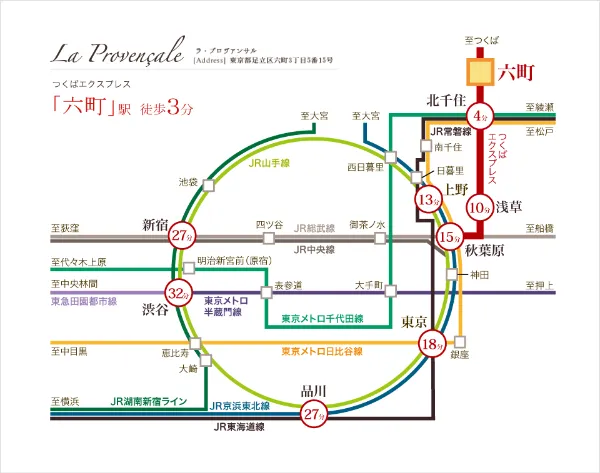 La Provençale
ラ・プロヴァンサル
[Address] 東京都足立区六町3丁目5番15号
つくばエクスプレス
「六町」駅 徒歩3分
至つくば
六町
北千住
4分
至綾瀬
至松戸
JR常磐線
南千住
つくば
エクスプレス
至大宮
至大宮
JR山手線
西日暮里
日暮里
上野
13分
浅草
10分
池袋
新宿
27分
至荻窪
四ツ谷
JR総武線
JR中央線
御茶ノ水
15分
秋葉原
至船橋
至代々木上原
明治神宮前(原宿)
神田
至中央林間
東急田園都市線
32分
渋谷
東京メトロ
半蔵門線
表参道
大手町
至押上
東京メトロ千代田線
東京
18分
至中目黒
恵比寿
東京メトロ日比谷線
銀座
大崎
品川
27分
至横浜
JR湘南新宿ライン
JR京浜東北線
JR東海道線